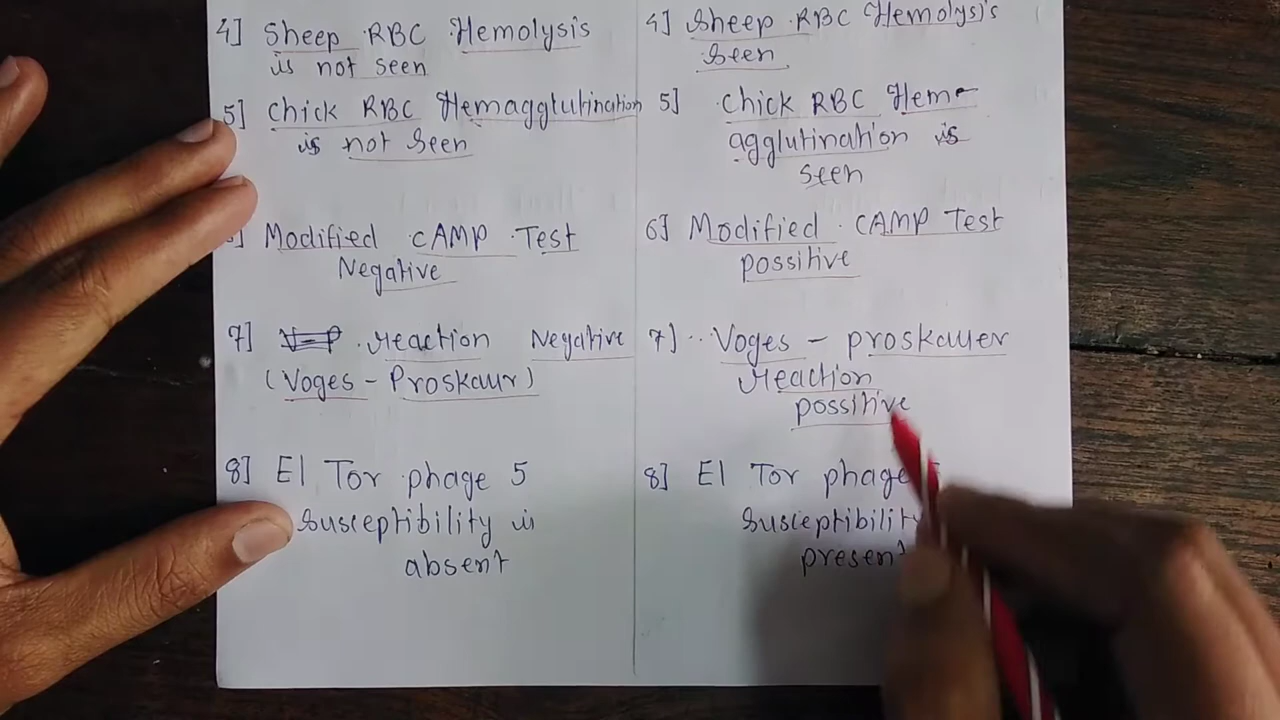 4] Sheep RBC Hemolysis
is not seen
5] chick RBC Hemagglutination
is not seen
] Modified CAMP Test
Negative
7] V-P reaction Negative
(Voges - Proskaur)
8] El Tor phage 5
Susceptibility is
absent
4] Sheep RBC Hemolysis
Seen
5] chick RBC Hem-
agglutination is
seen
6] Modified CAMP Test
possitive
7] Voges - proskauer
reaction
possitive
8] El Tor phage
Susceptibility
present